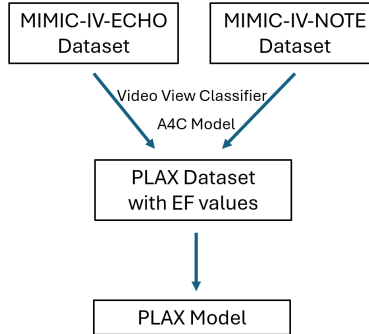 MIMIC-IV-ECHO
Dataset
MIMIC-IV-NOTE
Dataset
Video View Classifier
A4C Model
PLAX Dataset
with EF values
PLAX Model